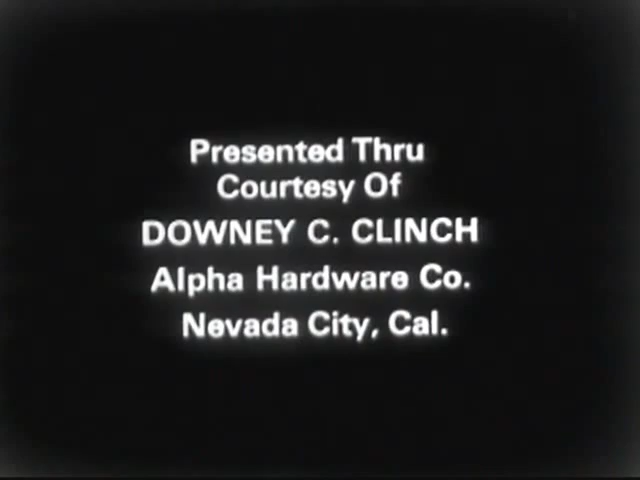 Presented Thru
Courtesy Of
DOWNEY C. CLINCH
Alpha Hardware Co.
Nevada City, Cal.